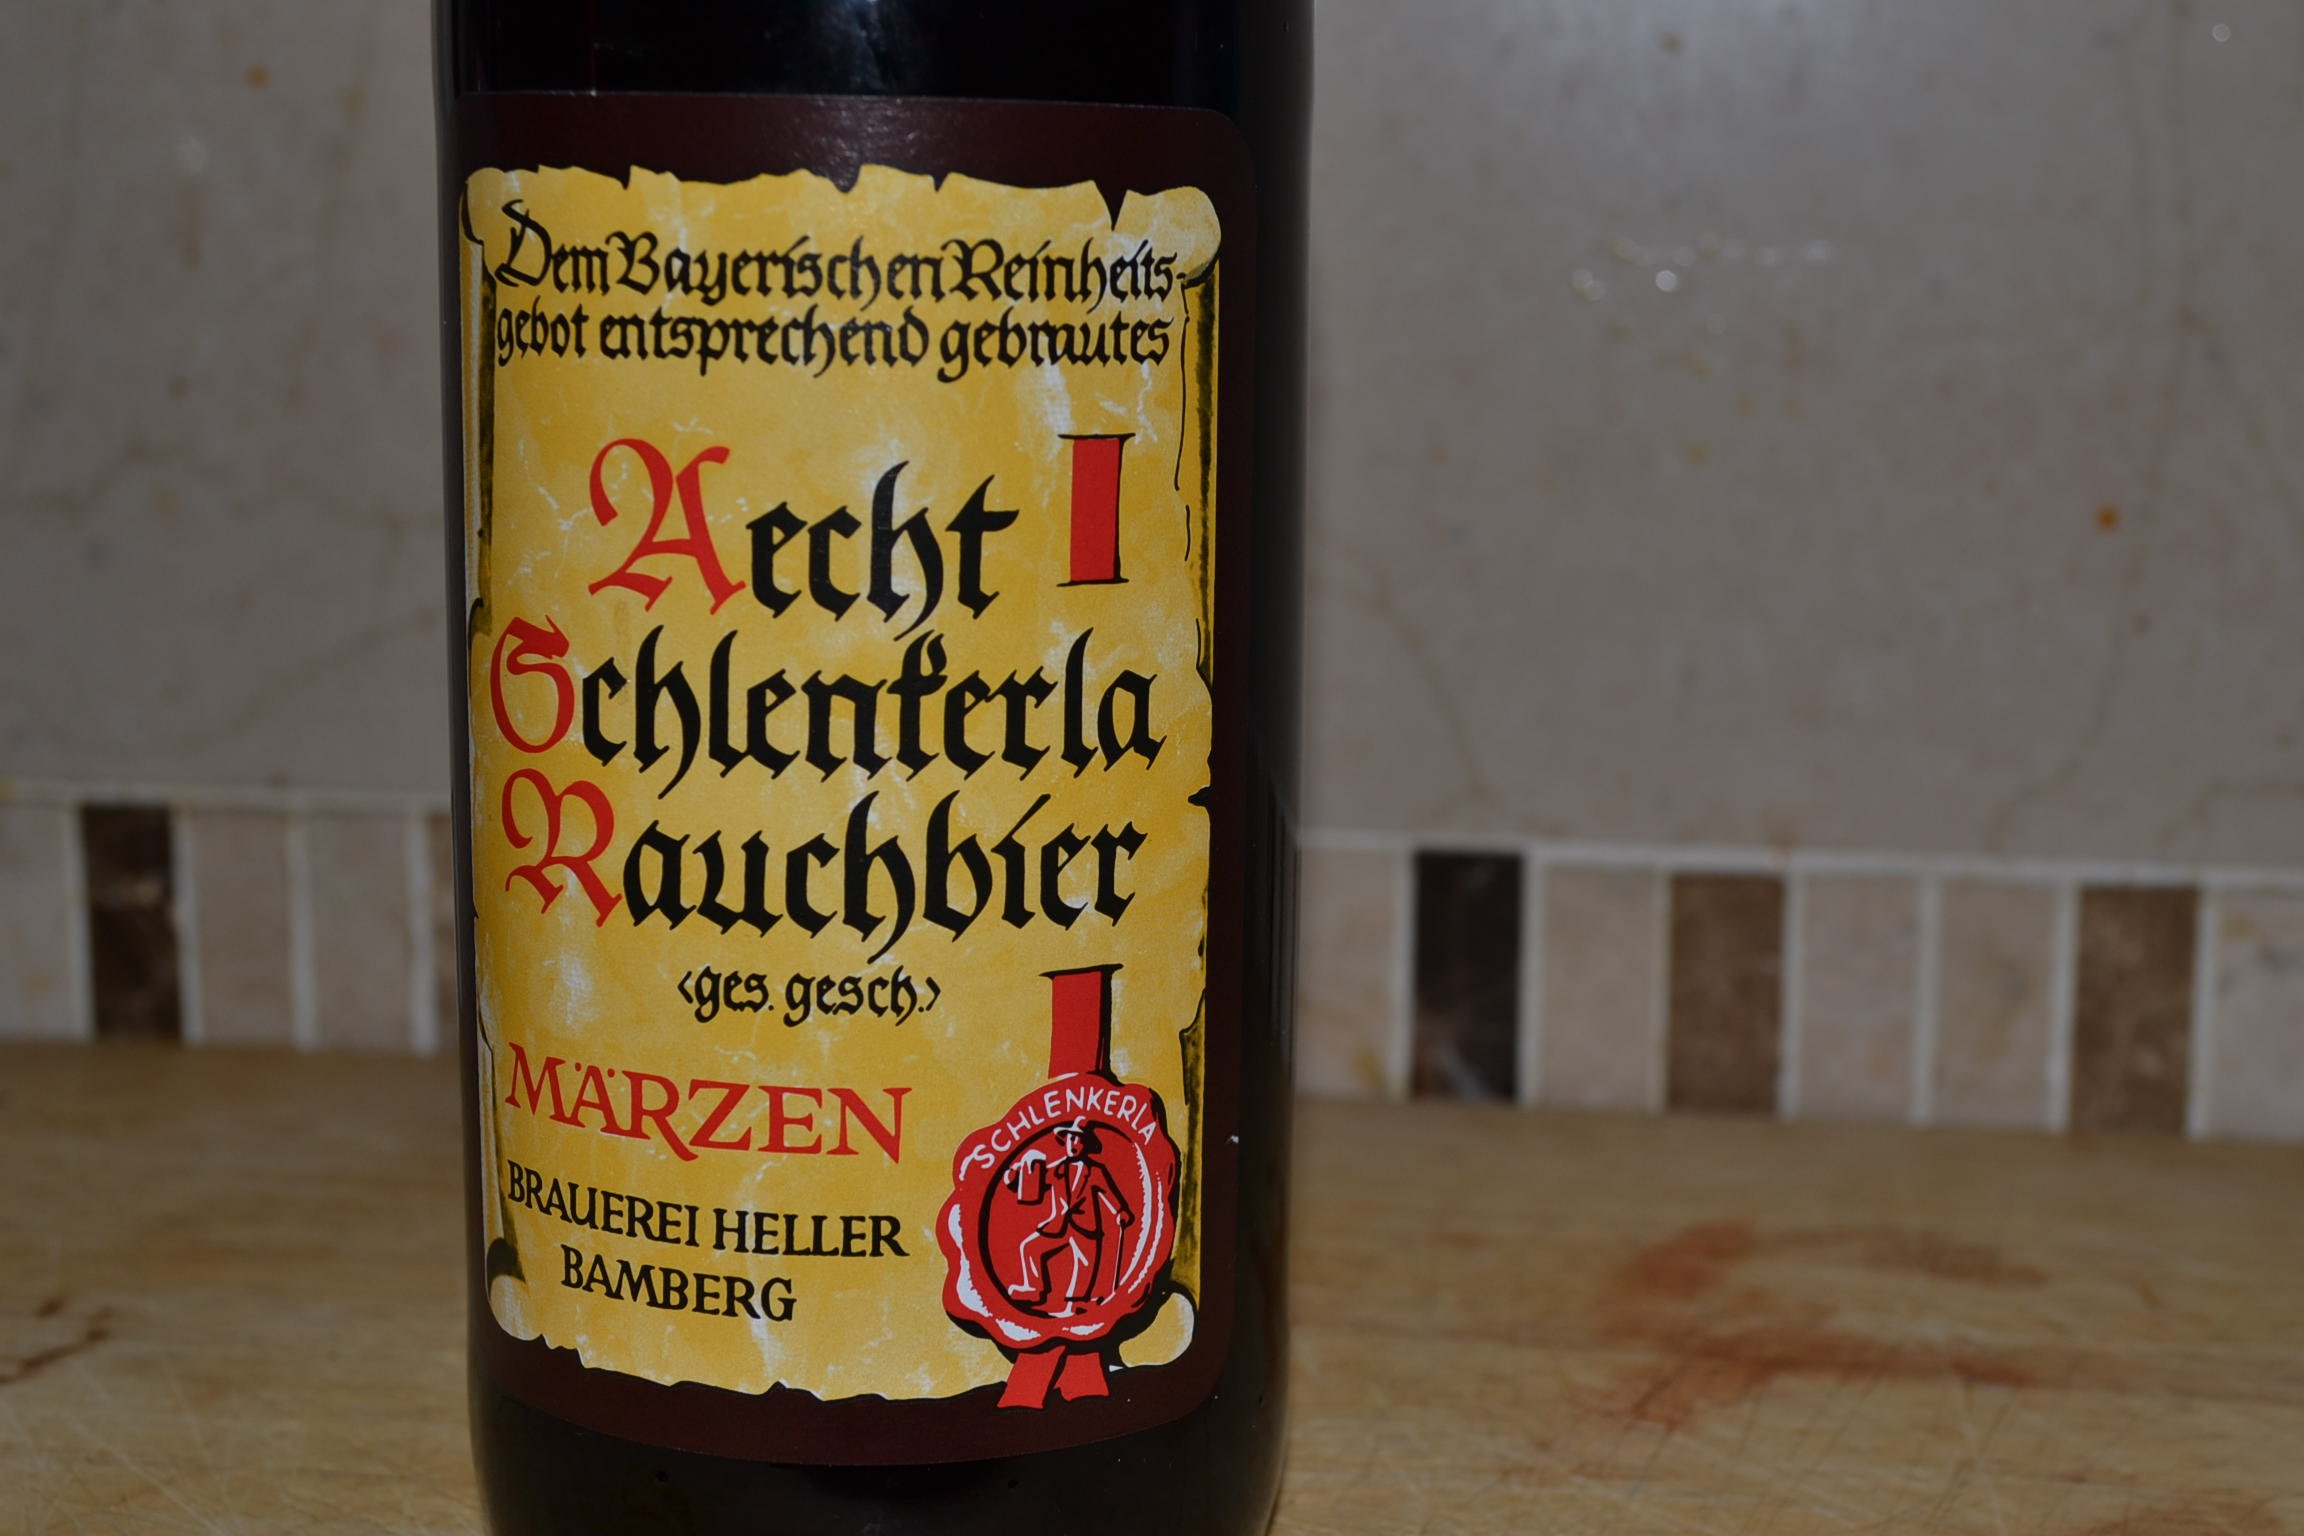 Dem Bayerischen Reinheits-
gebot entsprechend gebrautes
Aecht
Schlenkerla
Rauchbier
<ges. gesch.>
MÄRZEN
BRAUEREI HELLER
BAMBERG
SCHLENKERLA